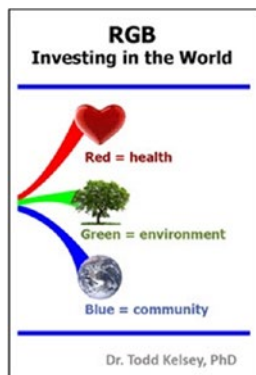 RGB
Investing in the World
Red = health
Green = environment
Blue = community
Dr. Todd Kelsey, PhD